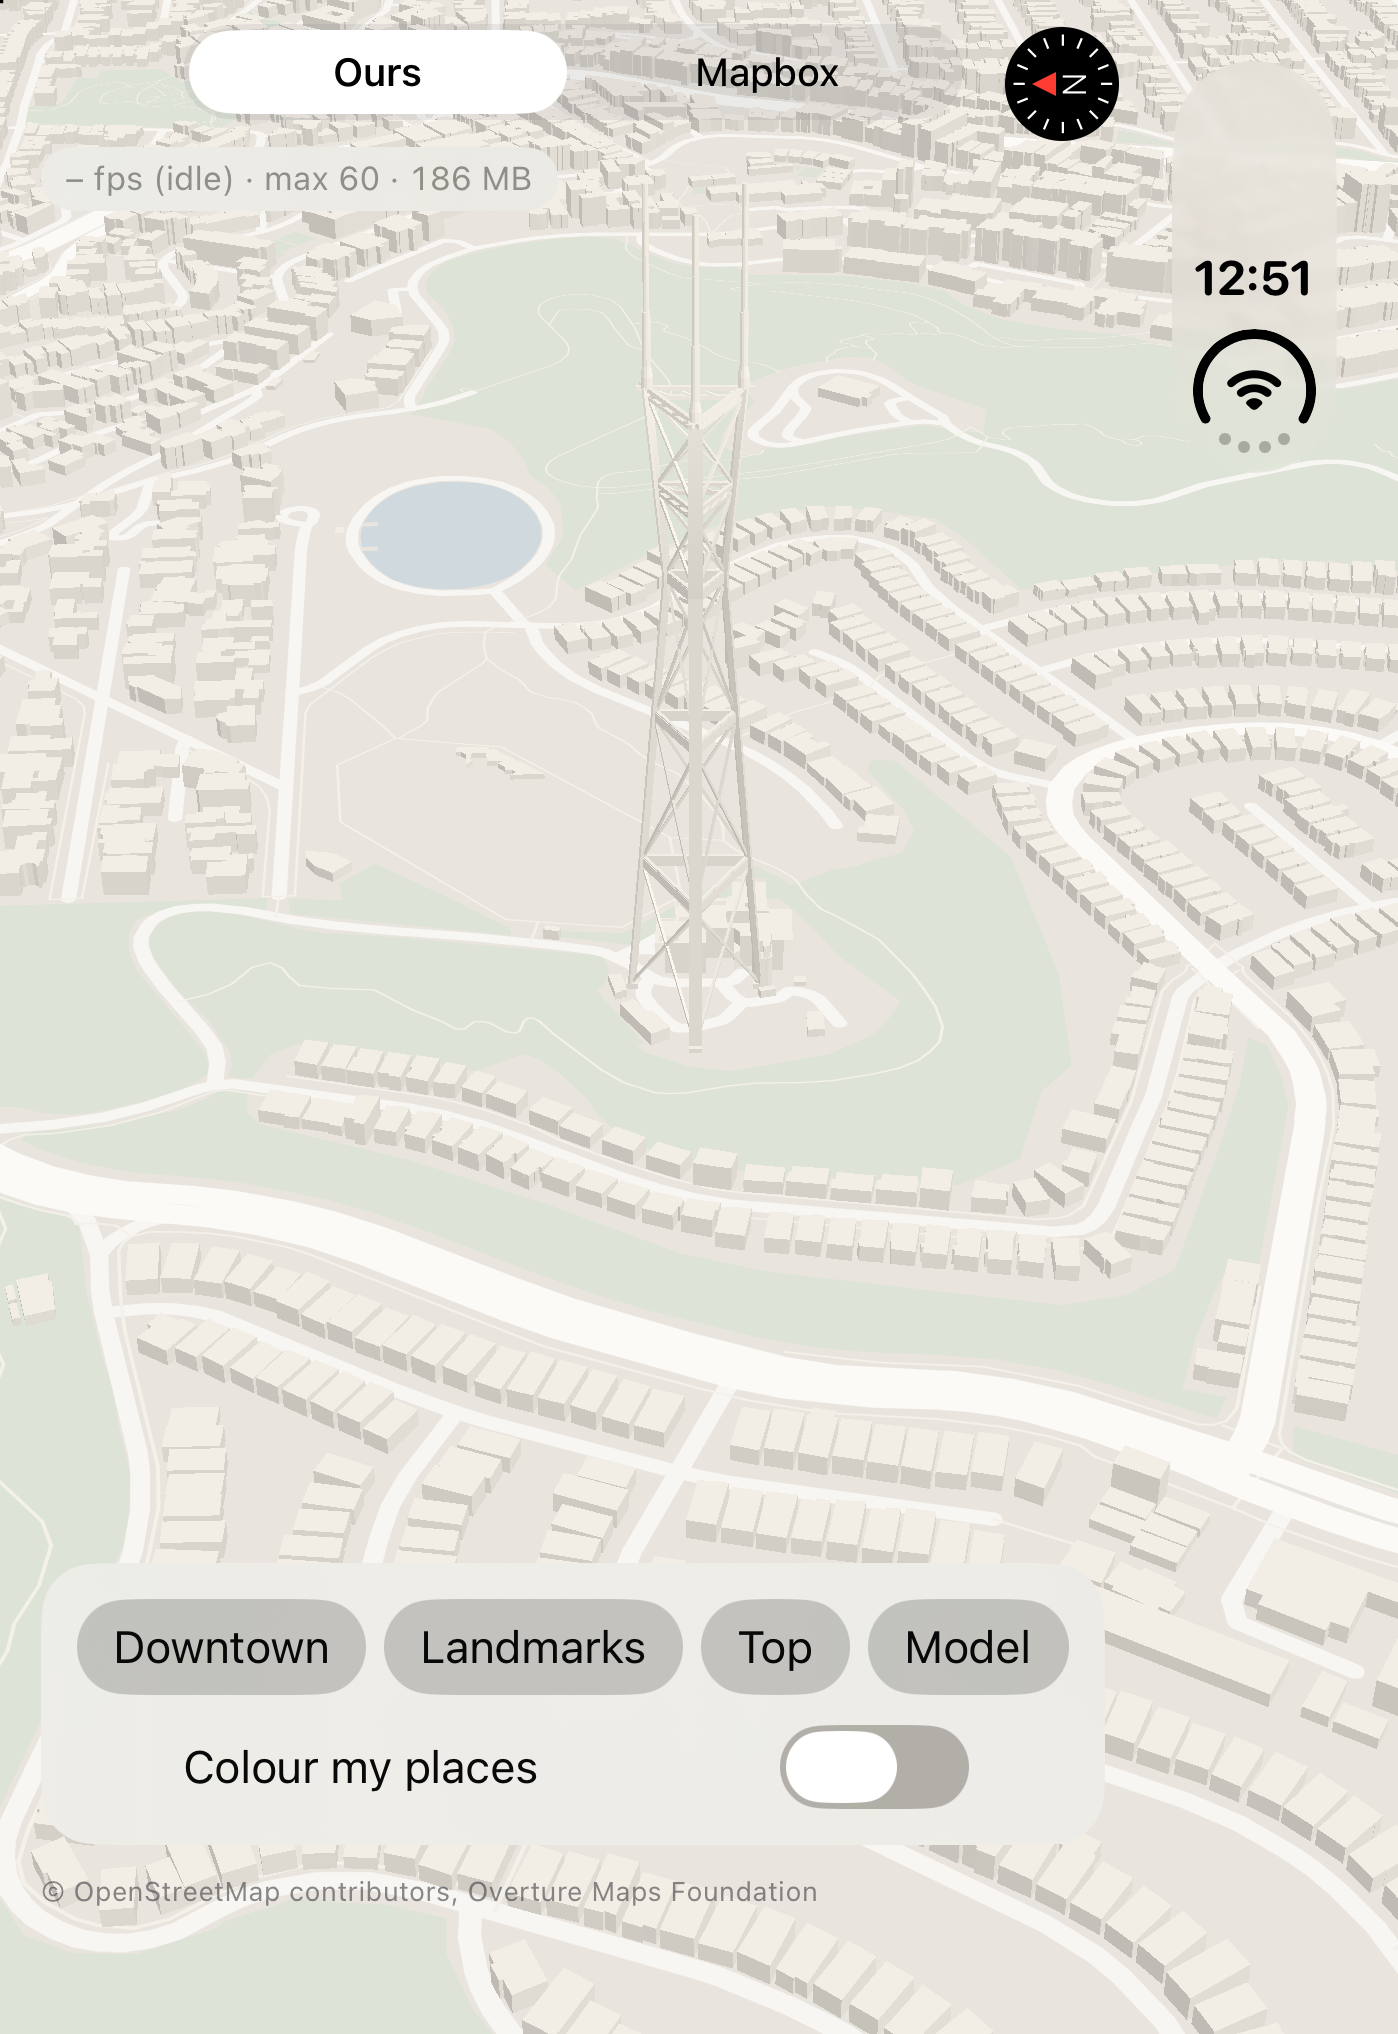 Ours
Mapbox
N
– fps (idle) · max 60 · 186 MB
12:51
Downtown
Landmarks
Top
Model
Colour my places
© OpenStreetMap contributors, Overture Maps Foundation